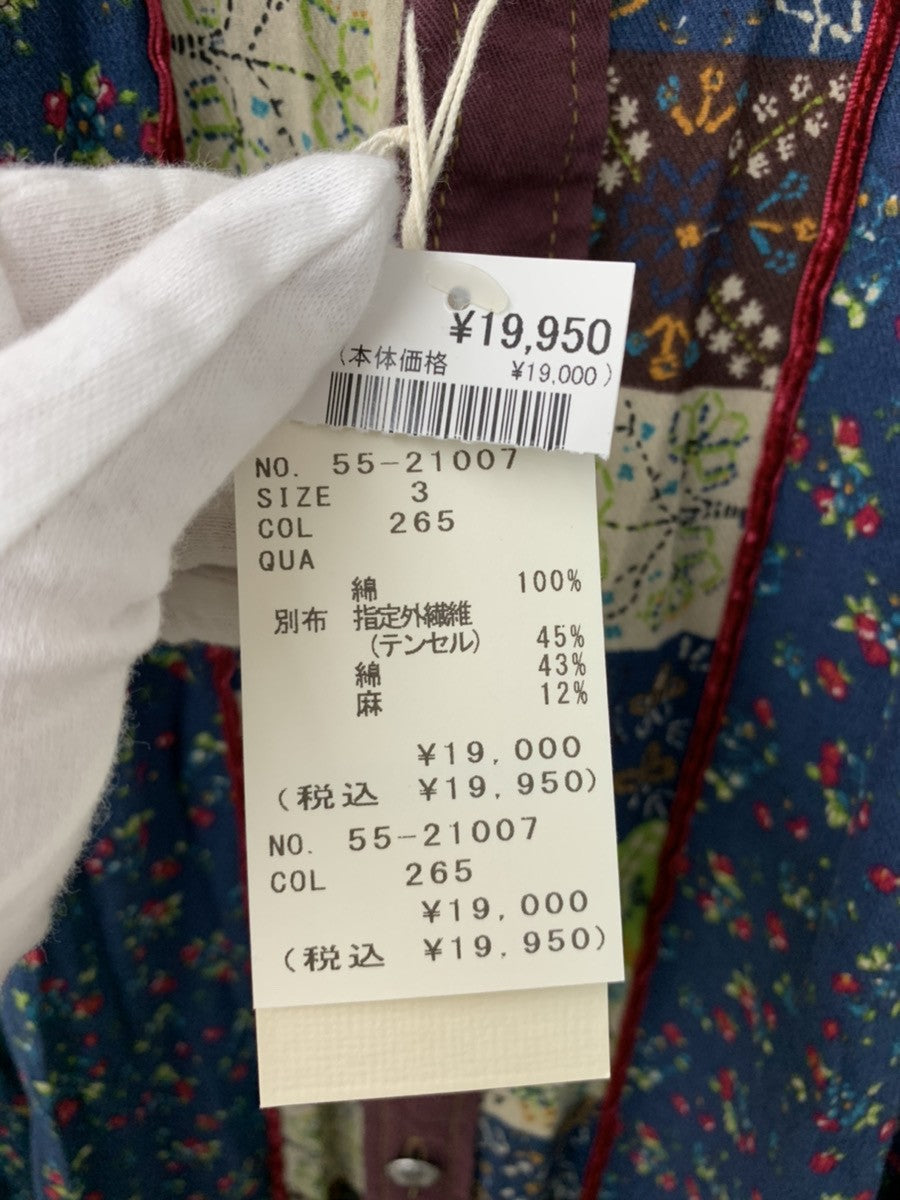 ¥19,950
(本体価格 ¥19,000)
NO. 55-21007
SIZE 3
COL 265
QUA
綿 100%
別布 指定外繊維
(テンセル) 45%
綿 43%
麻 12%
¥19,000
(税込 ¥19,950)
NO. 55-21007
COL 265
¥19,000
(税込 ¥19,950)